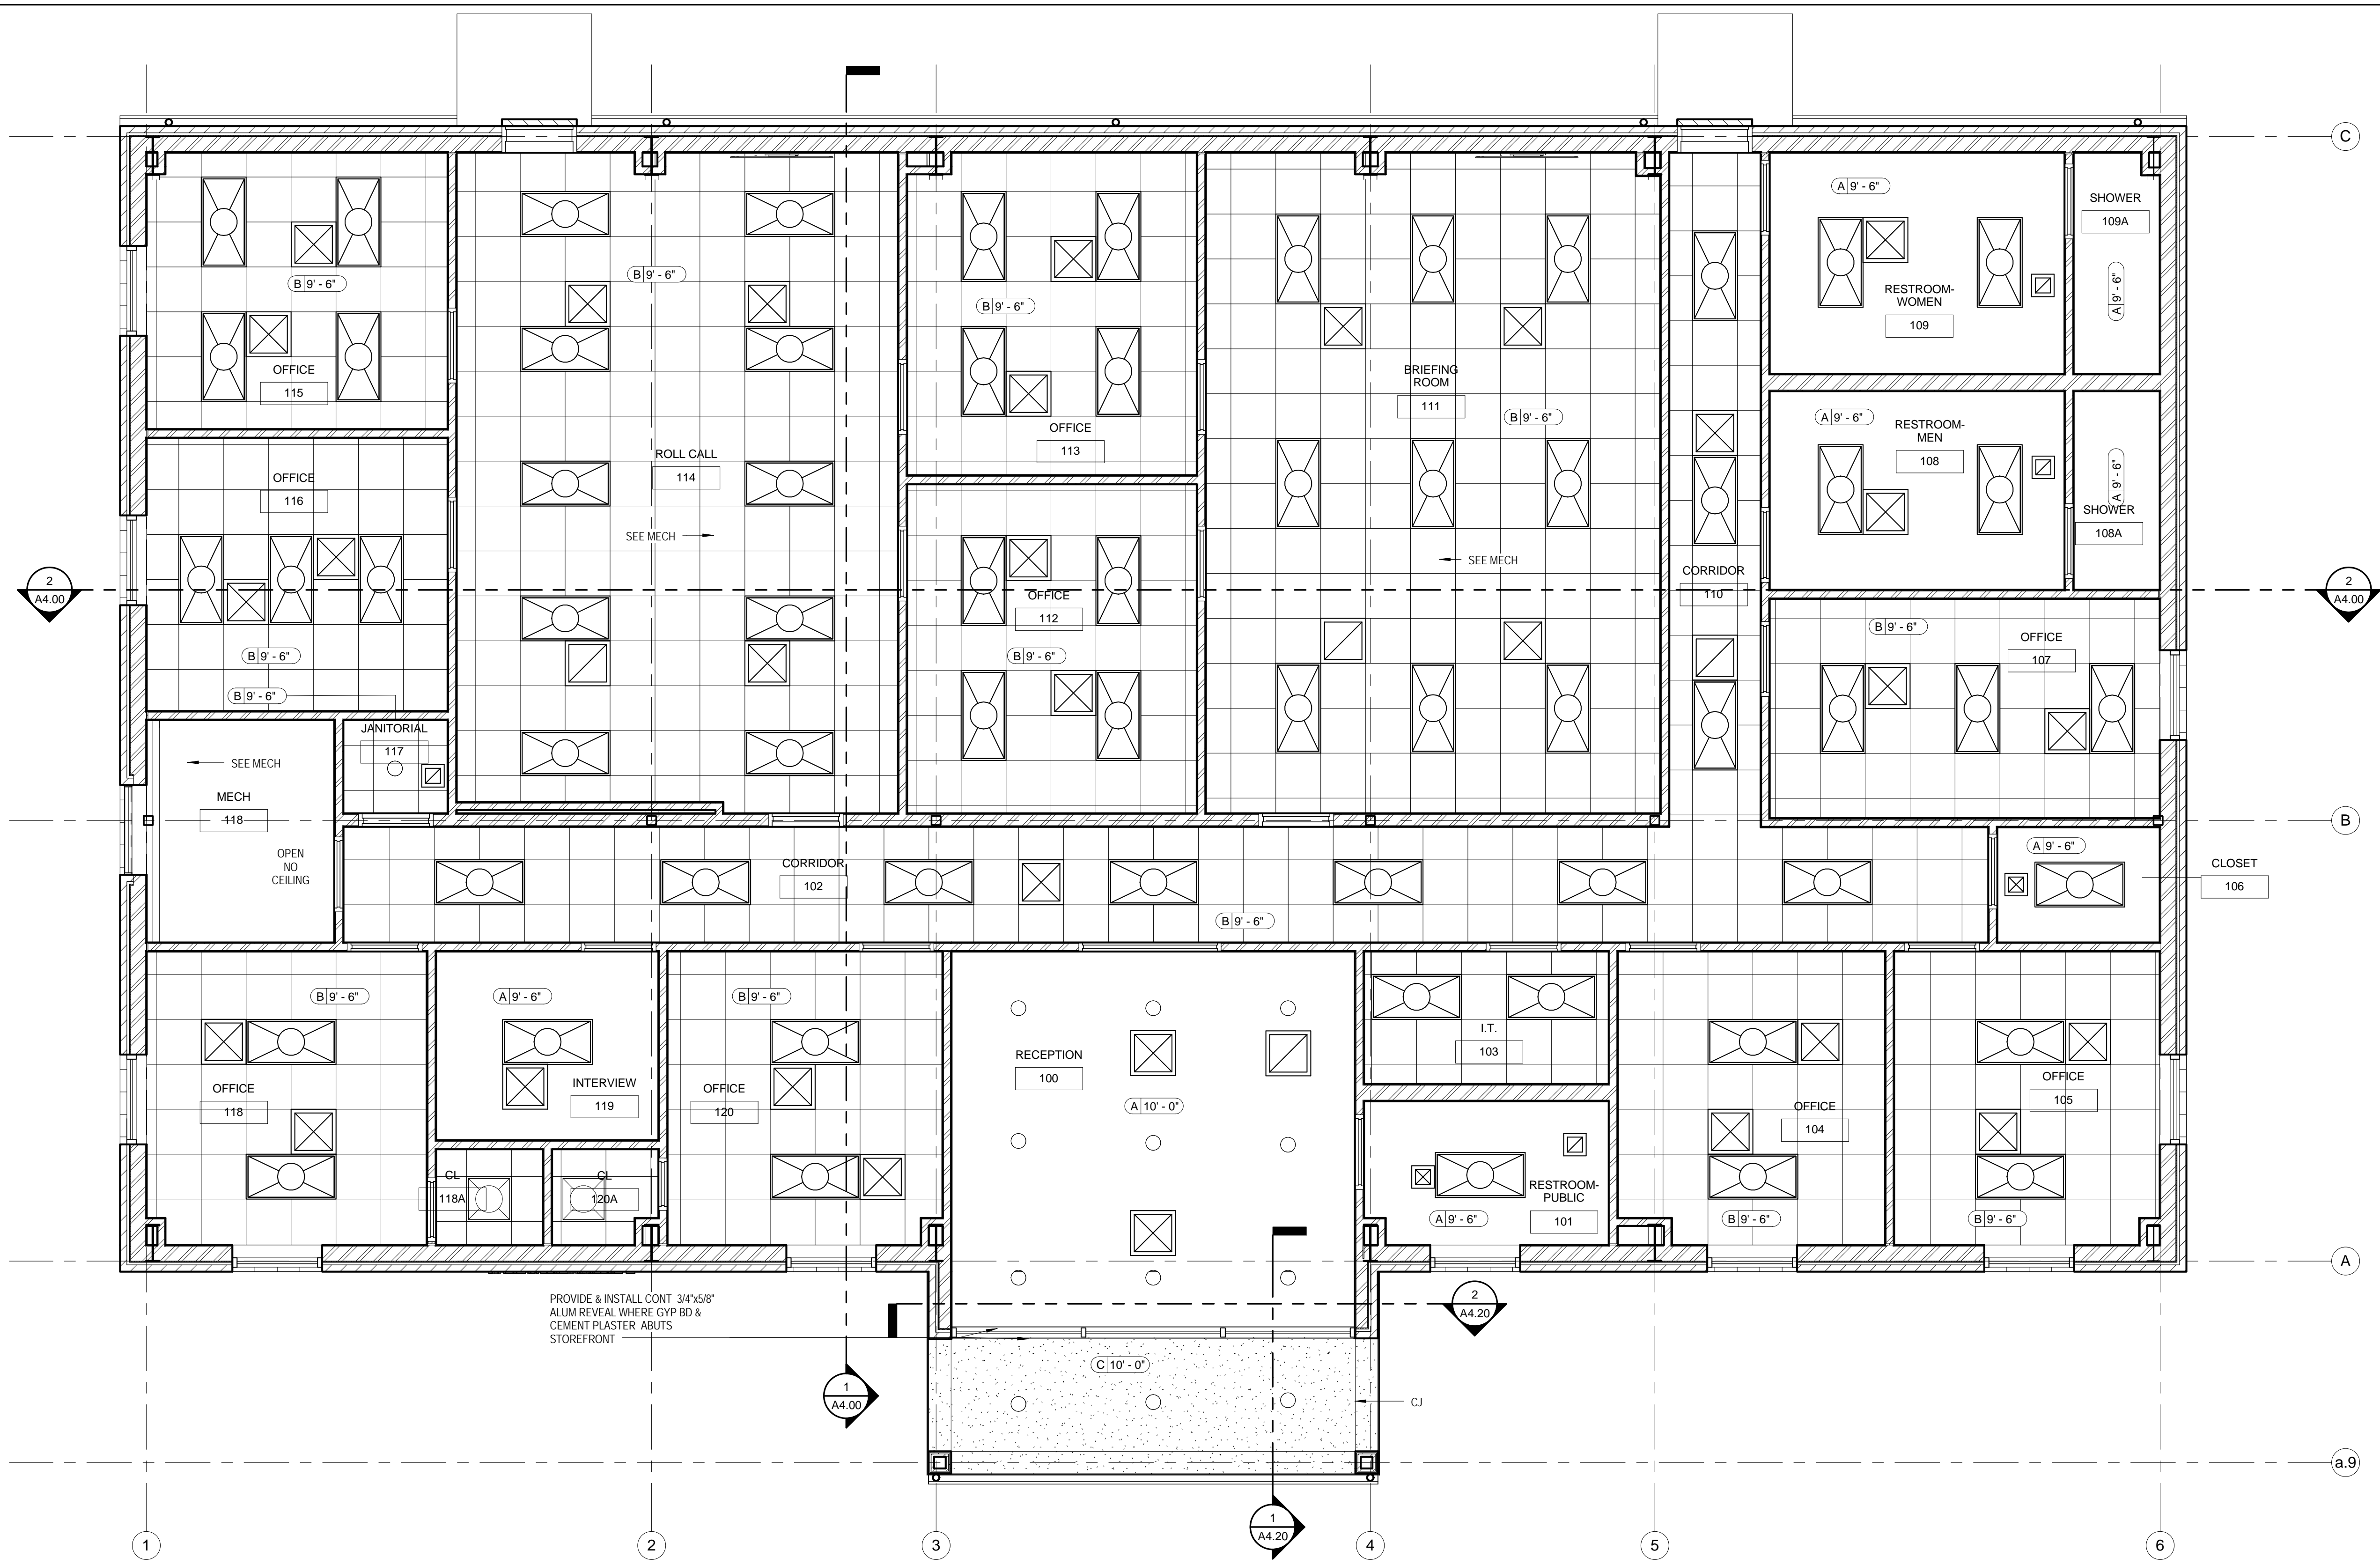 C
A 9' - 6"
SHOWER
109A
B 9' - 6"
B 9' - 6"
B 9' - 6"
A 9' - 6"
RESTROOM-
WOMEN
109
OFFICE
115
BRIEFING
ROOM
111
B 9' - 6"
OFFICE
113
A 9' - 6"
RESTROOM-
MEN
108
ROLL CALL
114
OFFICE
116
A 9' - 6"
SHOWER
108A
SEE MECH
SEE MECH
CORRIDOR
110
2
A4.00
2
A4.00
OFFICE
112
B 9' - 6"
B 9' - 6"
OFFICE
107
B 9' - 6"
B 9' - 6"
JANITORIAL
117
SEE MECH
MECH
118
B
OPEN
NO
CEILING
CORRIDOR
102
B 9' - 6"
A 9' - 6"
CLOSET
106
B 9' - 6"
A 9' - 6"
B 9' - 6"
I.T.
103
RECEPTION
100
A 10' - 0"
OFFICE
118
INTERVIEW
119
OFFICE
120
OFFICE
104
OFFICE
105
CL
118A
CL
120A
RESTROOM-
PUBLIC
101
A 9' - 6"
B 9' - 6"
B 9' - 6"
A
PROVIDE & INSTALL CONT 3/4"x5/8"
ALUM REVEAL WHERE GYP BD &
CEMENT PLASTER ABUTS
STOREFRONT
2
A4.20
C 10' - 0"
1
A4.00
CJ
a.9
1
A4.20
1
2
3
4
5
6